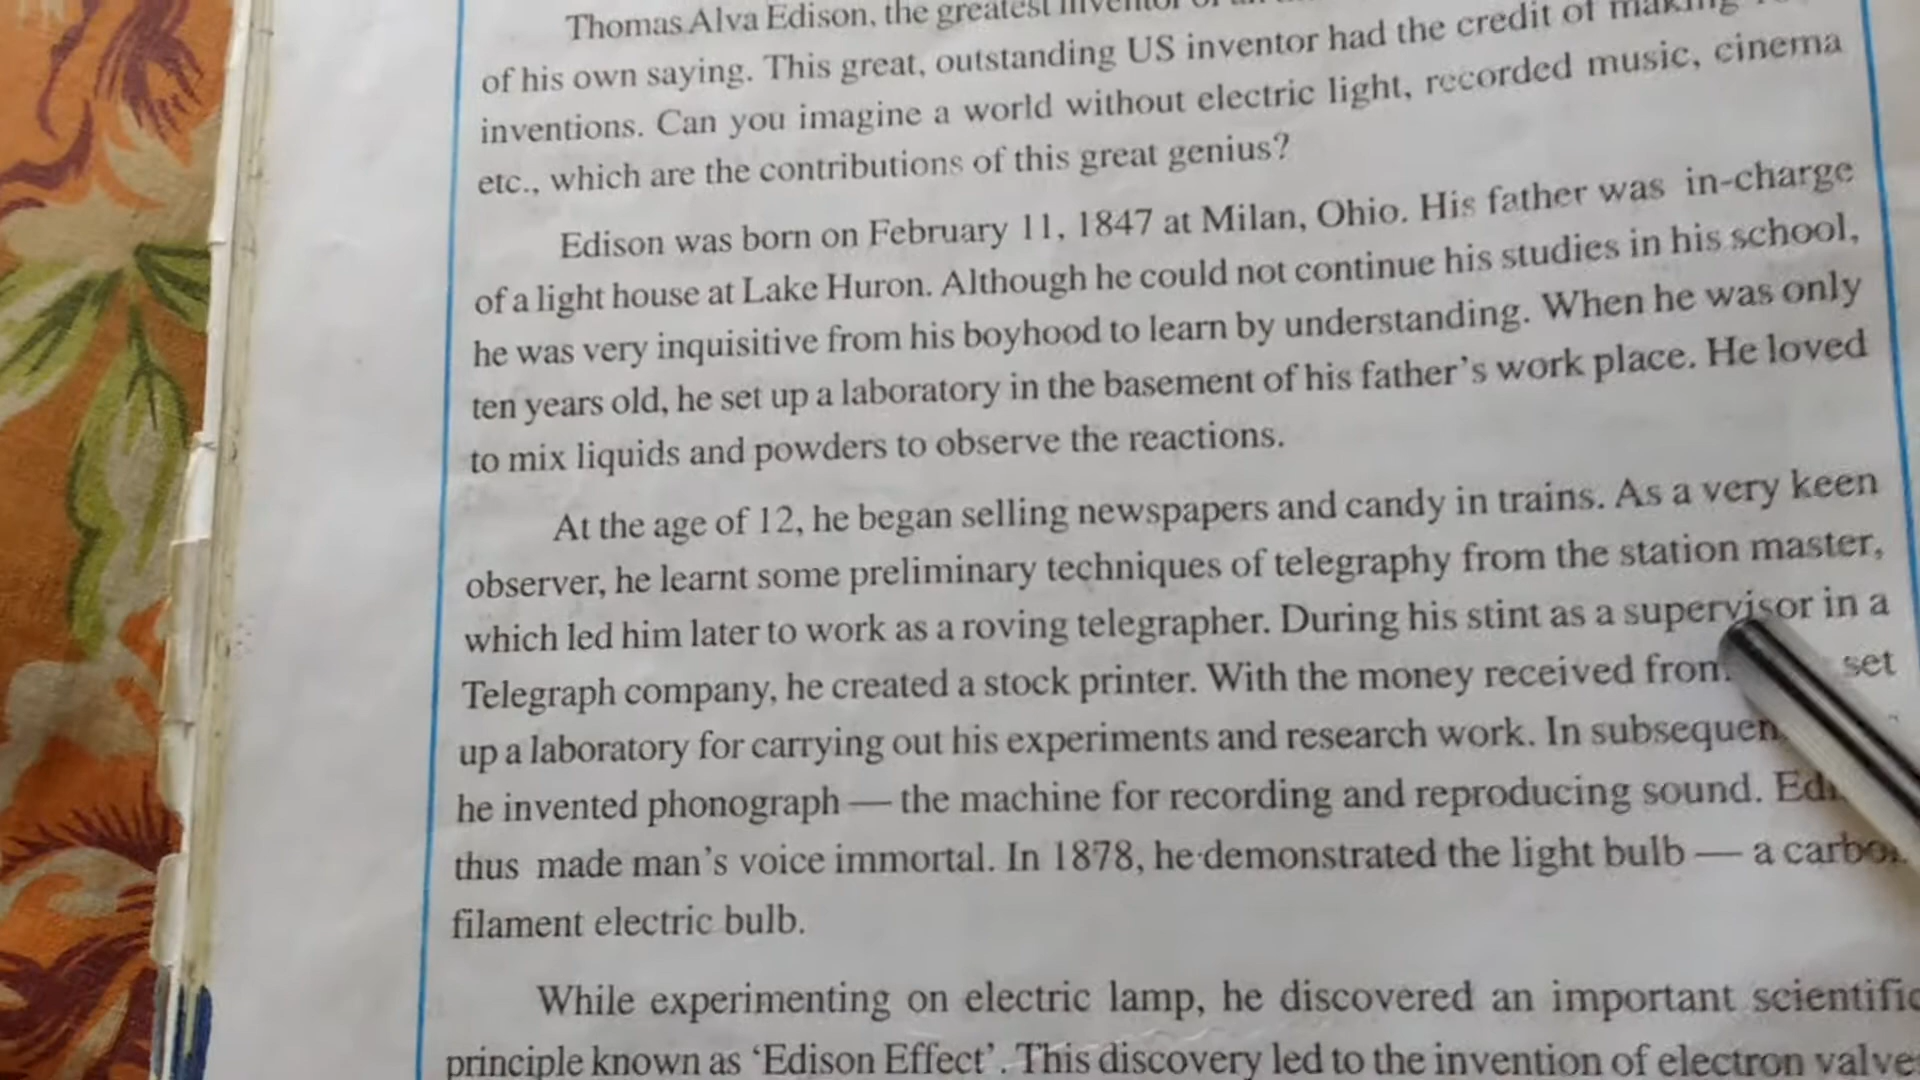 Thomas Alva Edison, the greatest
of his own saying. This great, outstanding US inventor had the credit of making
inventions. Can you imagine a world without electric light, recorded music, cinema
etc., which are the contributions of this great genius?
Edison was born on February 11, 1847 at Milan, Ohio. His father was in-charge
of a light house at Lake Huron. Although he could not continue his studies in his school,
he was very inquisitive from his boyhood to learn by understanding. When he was only
ten years old, he set up a laboratory in the basement of his father's work place. He loved
to mix liquids and powders to observe the reactions.
At the age of 12, he began selling newspapers and candy in trains. As a very keen
observer, he learnt some preliminary techniques of telegraphy from the station master,
which led him later to work as a roving telegrapher. During his stint as a supervisor in a
Telegraph company, he created a stock printer. With the money received from set
up a laboratory for carrying out his experiments and research work. In
he invented phonograph — the machine for recording and reproducing sound.
thus made man's voice immortal. In 1878, he demonstrated the light bulb — a carbon
filament electric bulb.
While experimenting on electric lamp, he discovered an important scientific
principle known as 'Edison Effect'. This discovery led to the invention of electron